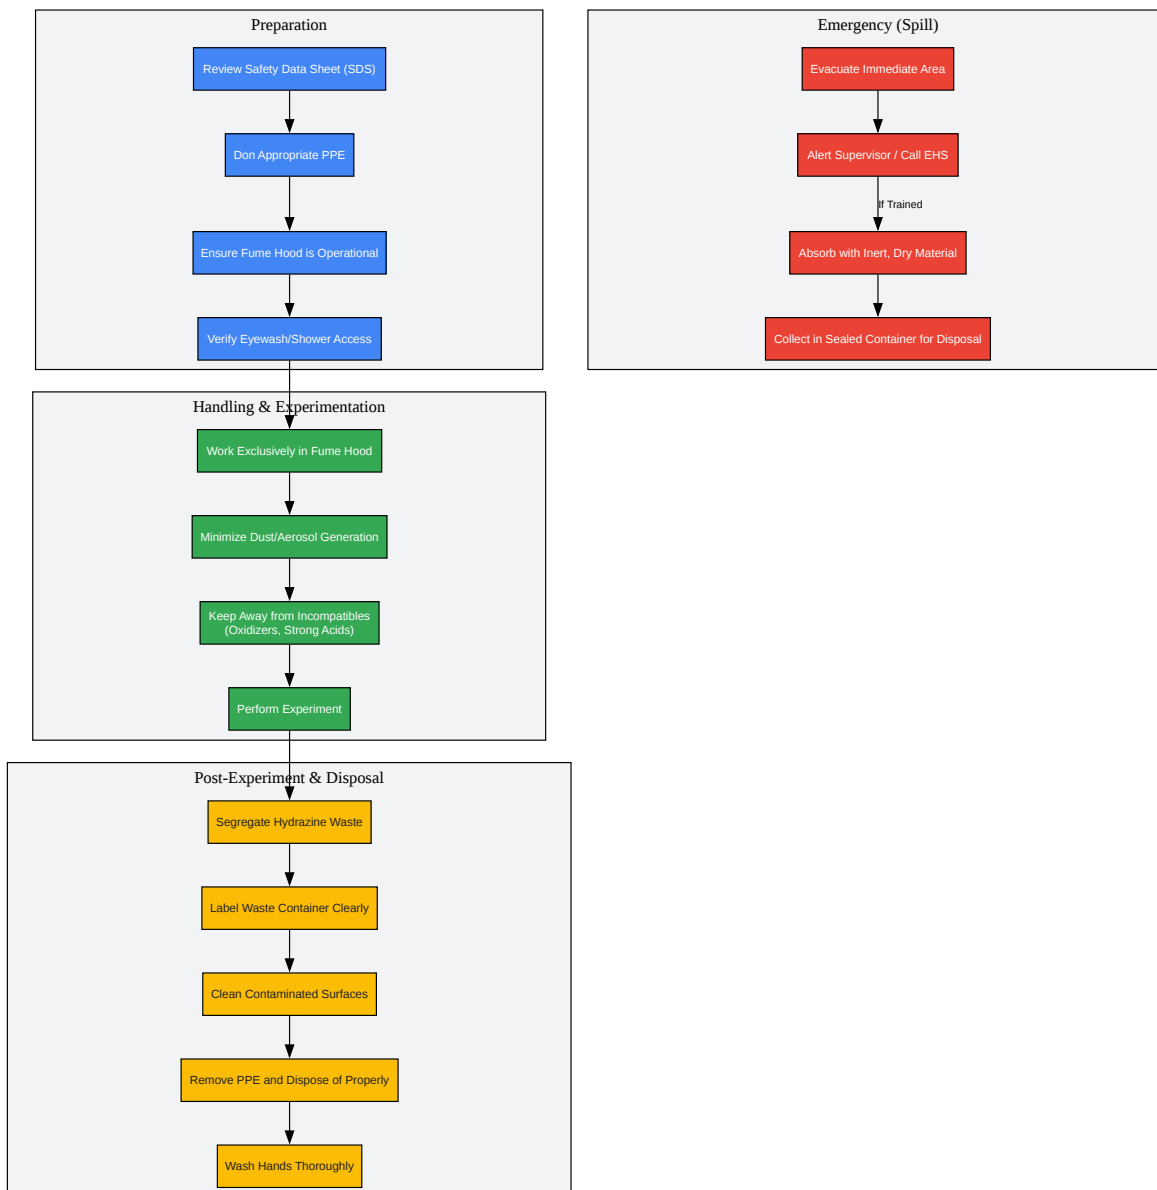 Preparation
Review Safety Data Sheet (SDS)
Don Appropriate PPE
Ensure Fume Hood is Operational
Verify Eyewash/Shower Access
Handling & Experimentation
Work Exclusively in Fume Hood
Minimize Dust/Aerosol Generation
Keep Away from Incompatibles
(Oxidizers, Strong Acids)
Perform Experiment
Post-Experiment & Disposal
Segregate Hydrazine Waste
Label Waste Container Clearly
Clean Contaminated Surfaces
Remove PPE and Dispose of Properly
Wash Hands Thoroughly
Emergency (Spill)
Evacuate Immediate Area
Alert Supervisor / Call EHS
If Trained
Absorb with Inert, Dry Material
Collect in Sealed Container for Disposal